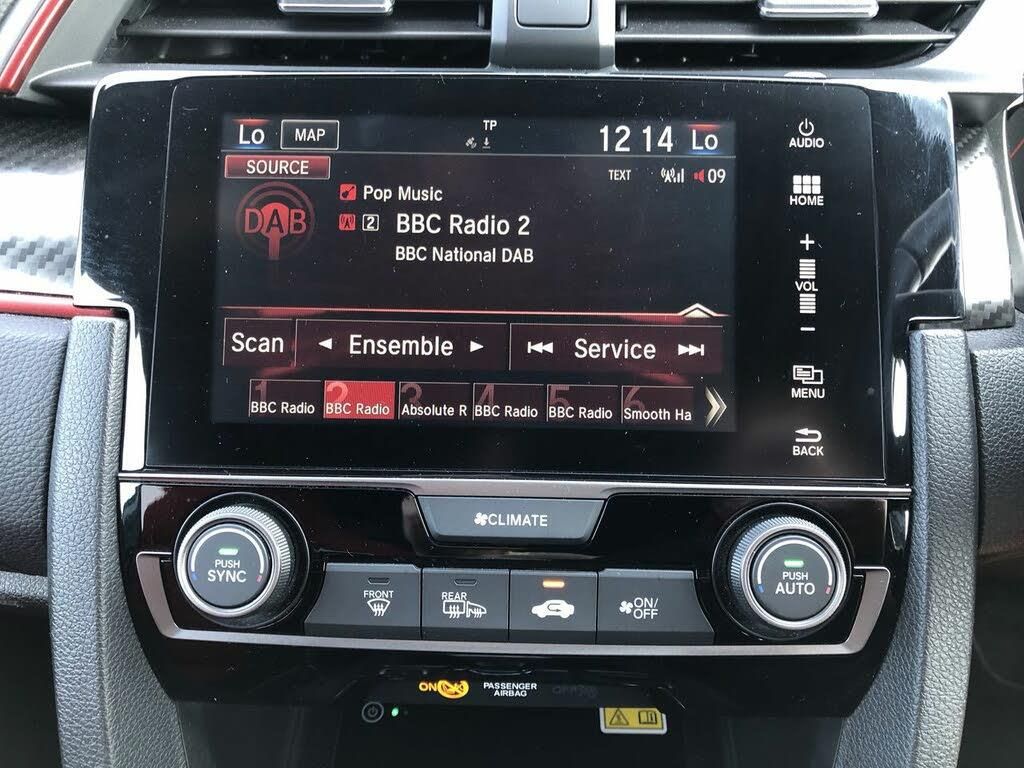 TP
Lo MAP 12 14 Lo
AUDIO
SOURCE
TEXT 09
Pop Music
DAB
2 BBC Radio 2
BBC National DAB
HOME
+
VOL
-
Scan Ensemble Service
1 2 3 4 5 6
BBC Radio BBC Radio Absolute R BBC Radio BBC Radio Smooth Ha
MENU
BACK
CLIMATE
PUSH
SYNC
FRONT
REAR
ON/
OFF
PUSH
AUTO
ON PASSENGER
AIRBAG OFF